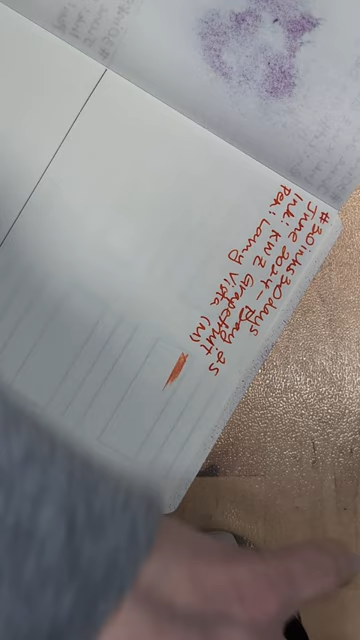 #30inks30days
June 2024 - Day 25
Ink: KWZ Grapefruit
Pen: Lamy Vista (M)